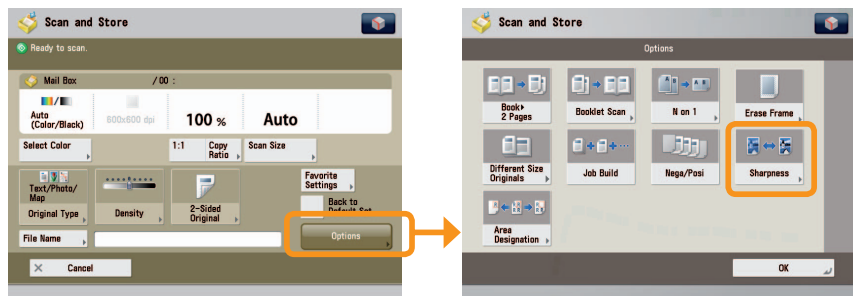 Scan and Store
Ready to scan.
Mail Box /00 :
Auto
(Color/Black)
600x600 dpi
100 %
Auto
Select Color
1:1 Copy
Ratio
Scan Size
Text/Photo/
Map
Original Type
Density
2-Sided
Original
Favorite
Settings
Back to
Default Set.
File Name
Options
Cancel
Scan and Store
Options
Book
2 Pages
Booklet Scan
N on 1
Erase Frame
Different Size
Originals
Job Build
Nega/Posi
Sharpness
Area
Designation
OK